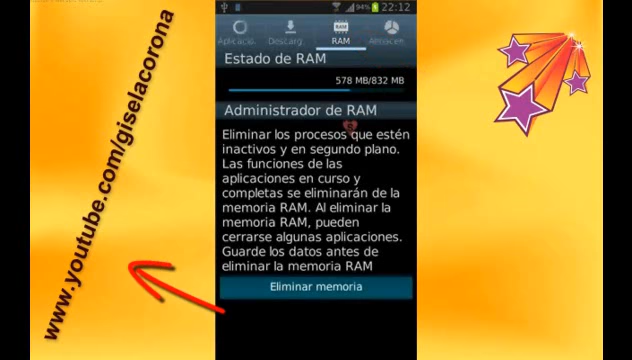 www.youtube.com/giselacorona
94% 22:12
Aplicacio. Descarg. RAM Almacen
Estado de RAM
578 MB/832 MB
Administrador de RAM
Eliminar los procesos que estén
inactivos y en segundo plano.
Las funciones de las
aplicaciones en curso y
completas se eliminarán de la
memoria RAM. Al eliminar la
memoria RAM, pueden
cerrarse algunas aplicaciones.
Guarde los datos antes de
eliminar la memoria RAM
Eliminar memoria